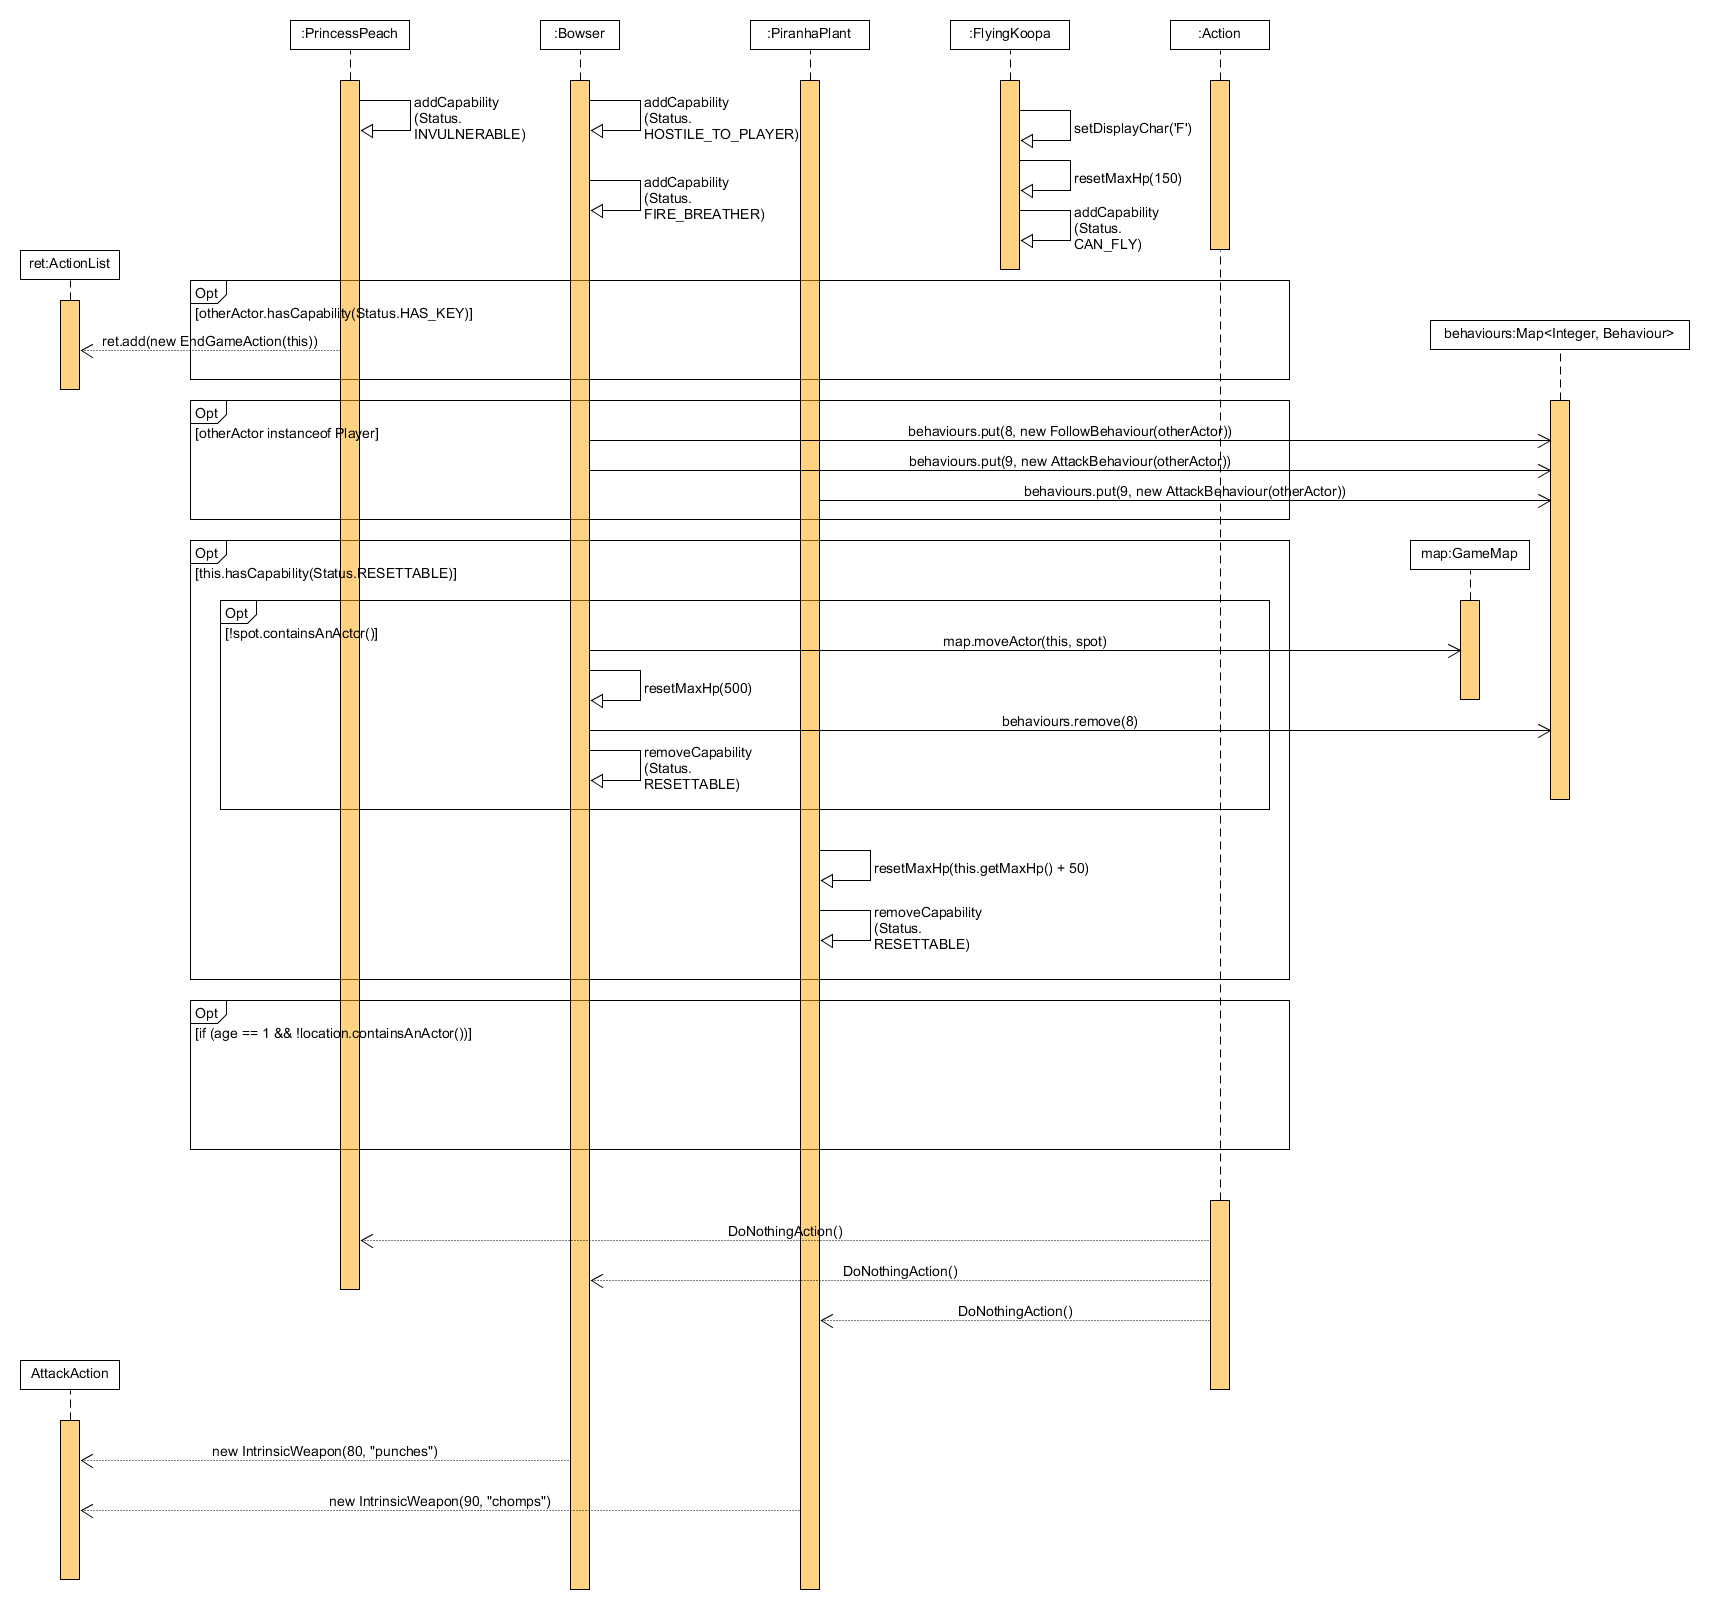 :PrincessPeach
:Bowser
:PiranhaPlant
:FlyingKoopa
:Action
addCapability
(Status.
INVULNERABLE)
addCapability
(Status.
HOSTILE_TO_PLAYER)
setDisplayChar('F')
resetMaxHp(150)
addCapability
(Status.
FIRE_BREATHER)
addCapability
(Status.
CAN_FLY)
ret:ActionList
Opt
[otherActor.hasCapability(Status.HAS_KEY)]
ret.add(new EndGameAction(this))
behaviours:Map<Integer, Behaviour>
Opt
[otherActor instanceof Player]
behaviours.put(8, new FollowBehaviour(otherActor))
behaviours.put(9, new AttackBehaviour(otherActor))
behaviours.put(9, new AttackBehaviour(otherActor))
Opt
[this.hasCapability(Status.RESETTABLE)]
map:GameMap
Opt
[!spot.containsAnActor()]
map.moveActor(this, spot)
resetMaxHp(500)
behaviours.remove(8)
removeCapability
(Status.
RESETTABLE)
resetMaxHp(this.getMaxHp() + 50)
removeCapability
(Status.
RESETTABLE)
Opt
[if (age == 1 && !location.containsAnActor())]
DoNothingAction()
DoNothingAction()
DoNothingAction()
AttackAction
new IntrinsicWeapon(80, "punches")
new IntrinsicWeapon(90, "chomps")